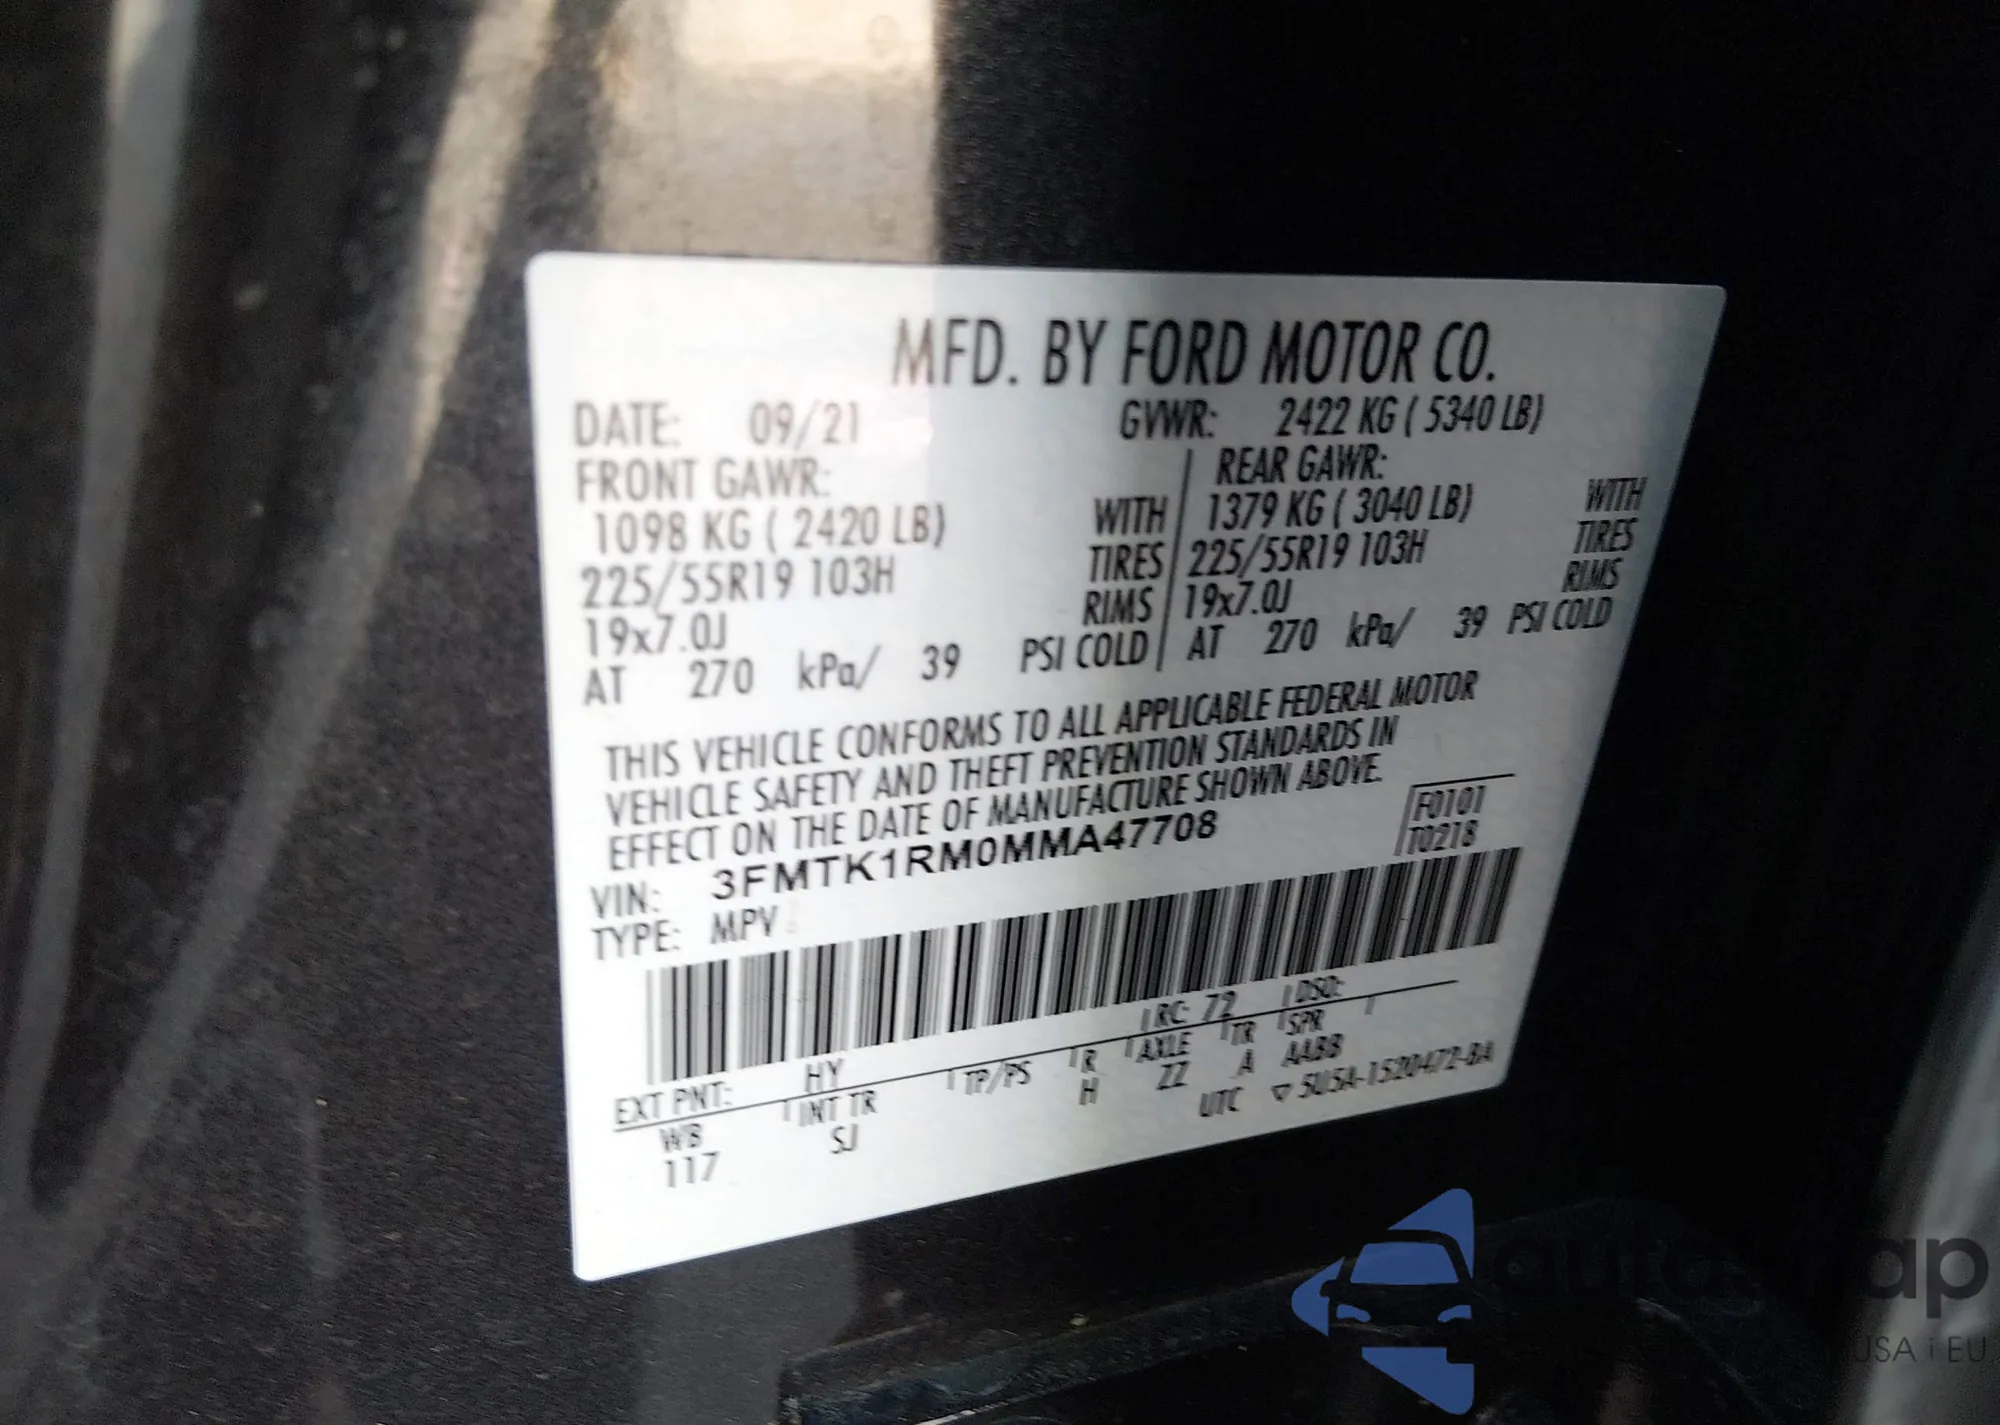 MFD. BY FORD MOTOR CO.
DATE: 09/21 GVWR: 2422 KG ( 5340 LB)
FRONT GAWR: REAR GAWR:
1098 KG ( 2420 LB) WITH 1379 KG ( 3040 LB) WITH
225/55R19 103H TIRES 225/55R19 103H TIRES
19x7.0J RIMS 19x7.0J RIMS
AT 270 kPa/ 39 PSI COLD AT 270 kPa/ 39 PSI COLD
THIS VEHICLE CONFORMS TO ALL APPLICABLE FEDERAL MOTOR
VEHICLE SAFETY AND THEFT PREVENTION STANDARDS IN
EFFECT ON THE DATE OF MANUFACTURE SHOWN ABOVE.
VIN: 3FMTK1RM0MMA47708 F0101
TYPE: MPV T0218
EXT PNT: HY RC: 72 DSO:
WB INT TR TP/PS R AXLE TR SPR
117 SJ H ZZ A AABB
UTC ▽ 5U5A-1520472-BA
USA i EU